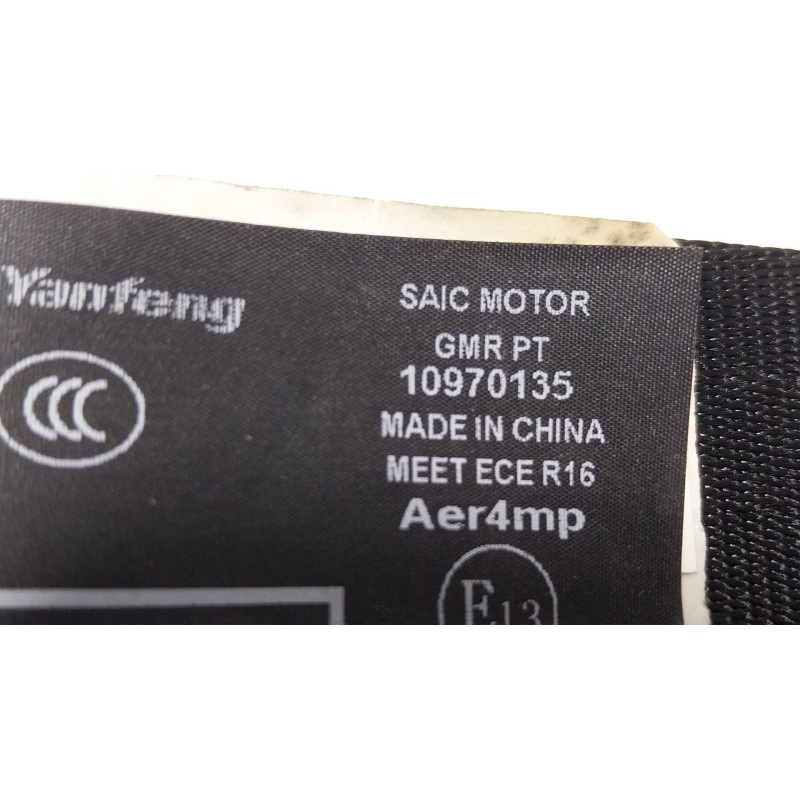 Yanfeng
CCC
SAIC MOTOR
GMR PT
10970135
MADE IN CHINA
MEET ECE R16
Aer4mp
E13